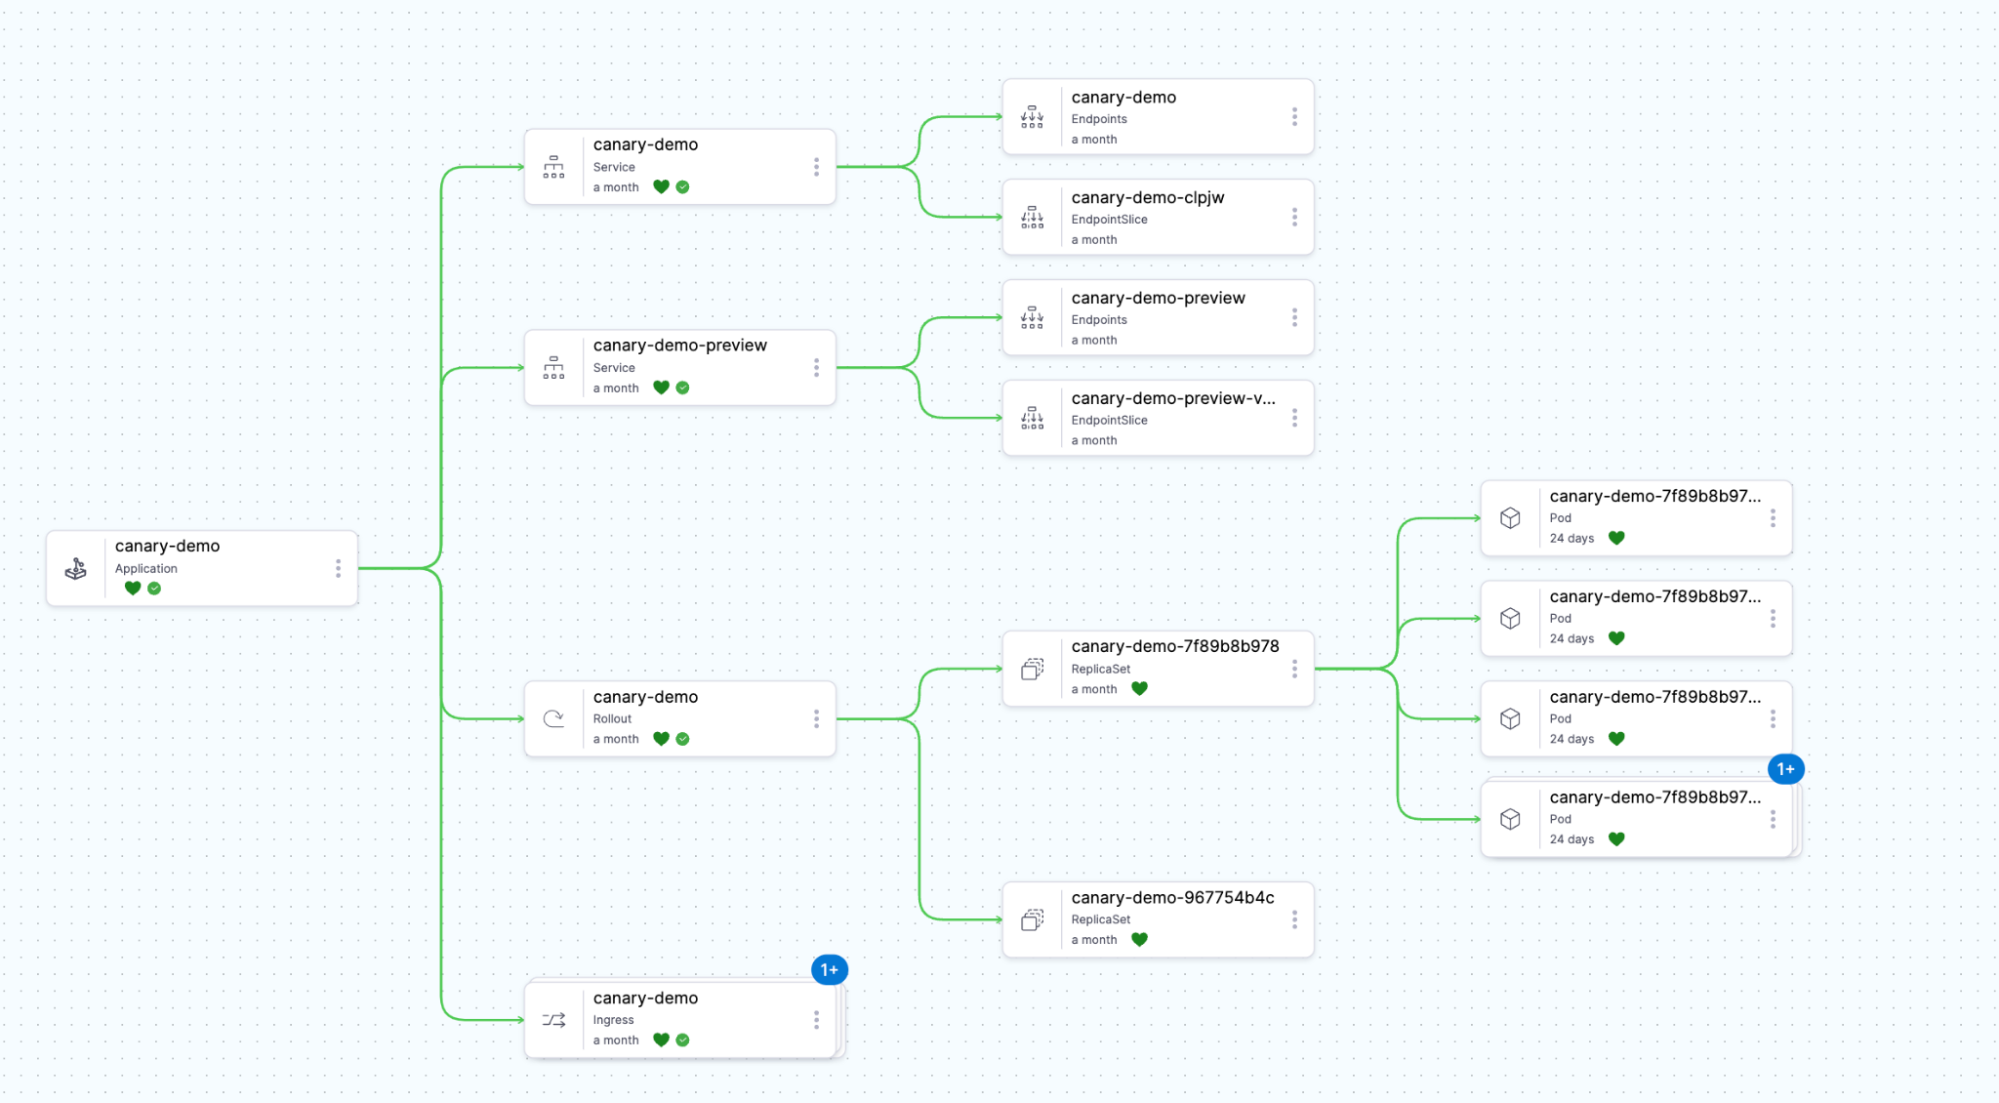 canary-demo
Application
canary-demo
Service
a month
canary-demo-preview
Service
a month
canary-demo
Rollout
a month
1+
canary-demo
Ingress
a month
canary-demo
Endpoints
a month
canary-demo-clpjw
EndpointSlice
a month
canary-demo-preview
Endpoints
a month
canary-demo-preview-v...
EndpointSlice
a month
canary-demo-7f89b8b978
ReplicaSet
a month
canary-demo-967754b4c
ReplicaSet
a month
canary-demo-7f89b8b97...
Pod
24 days
canary-demo-7f89b8b97...
Pod
24 days
canary-demo-7f89b8b97...
Pod
24 days
1+
canary-demo-7f89b8b97...
Pod
24 days